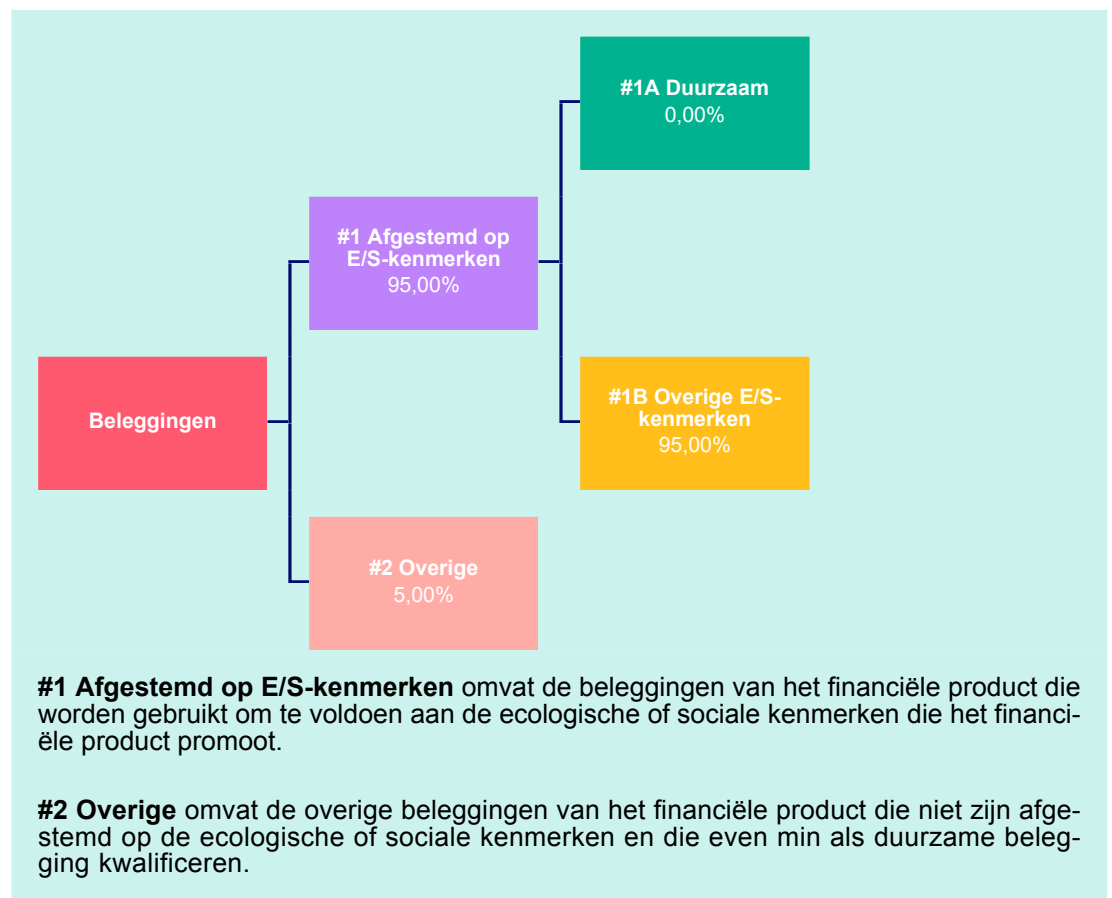 #1A Duurzaam
0,00%
#1 Afgestemd op
E/S-kenmerken
95,00%
Beleggingen
#1B Overige E/S-
kenmerken
95,00%
#2 Overige
5,00%
#1 Afgestemd op E/S-kenmerken omvat de beleggingen van het financiële product die
worden gebruikt om te voldoen aan de ecologische of sociale kenmerken die het financi-
ële product promoot.
#2 Overige omvat de overige beleggingen van het financiële product die niet zijn afge-
stemd op de ecologische of sociale kenmerken en die even min als duurzame beleg-
ging kwalificeren.